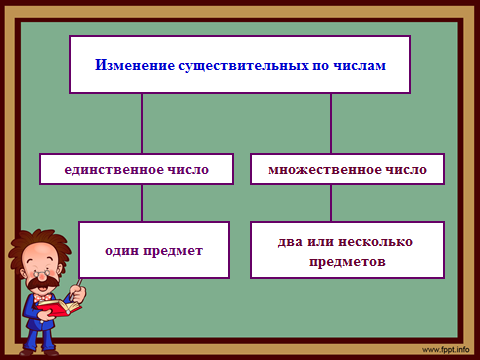 Изменение существительных по числам
единственное число
множественное число
один предмет
два или несколько
предметов
www.fppt.info